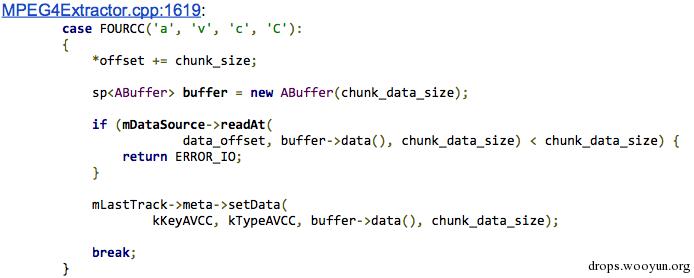 MPEG4Extractor.cpp:1619:
case FOURCC('a', 'v', 'c', 'C'):
{
*offset += chunk_size;
sp<ABuffer> buffer = new ABuffer(chunk_data_size);
if (mDataSource->readAt(
data_offset, buffer->data(), chunk_data_size) < chunk_data_size) {
return ERROR_IO;
}
mLastTrack->meta->setData(
kKeyAVCC, kTypeAVCC, buffer->data(), chunk_data_size);
break;
}
drops.wooyun.org